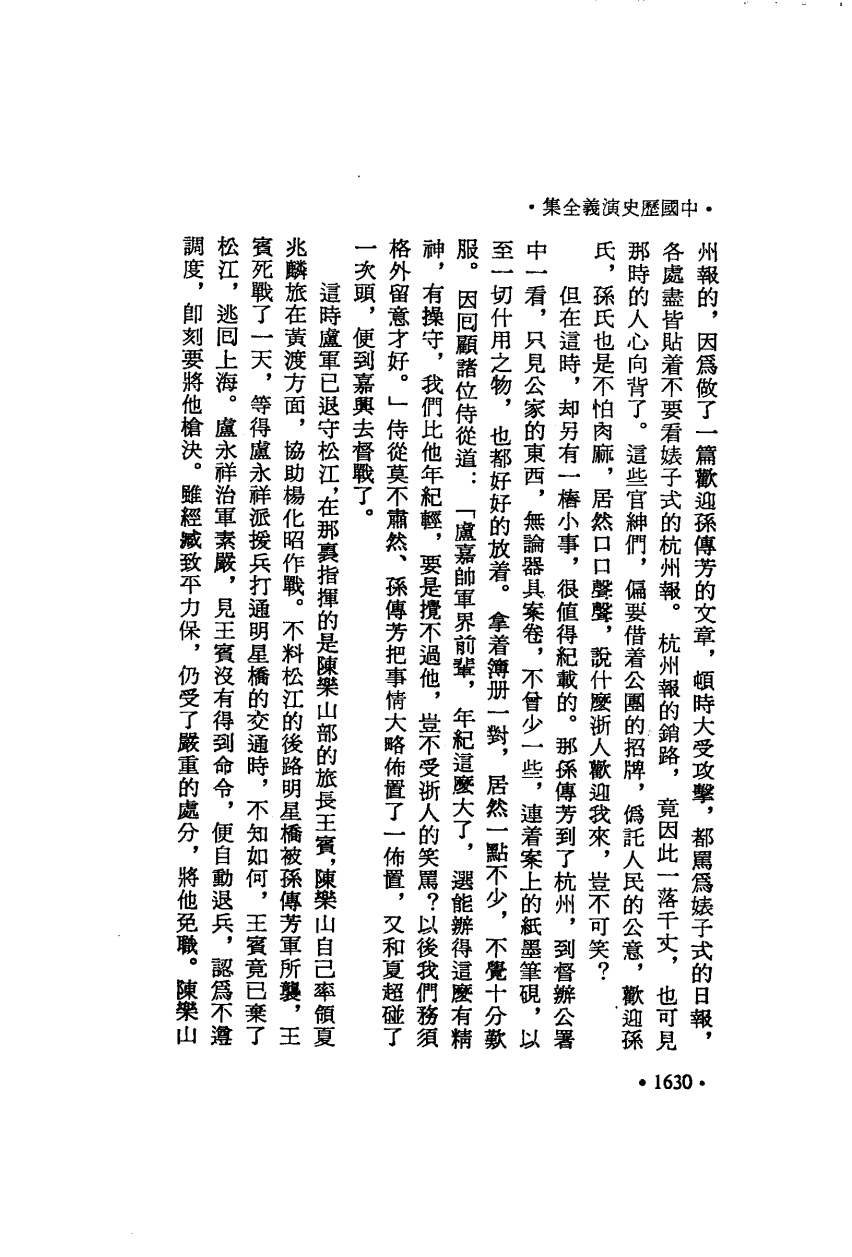 •中國歷史演義全集•
州報的，因爲做了一篇歡迎孫傳芳的文章，頓時大受攻擊，都罵爲婊子式的日報，
各處盡皆貼着不要看婊子式的杭州報。杭州報的銷路，竟因此一落千丈，也可見
那時的人心向背了。這些官紳們，偏要借着公團的招牌，僞託人民的公意，歡迎孫
氏，孫氏也是不怕肉麻，居然口口聲聲，說什麼浙人歡迎我來，豈不可笑？
但在這時，却另有一樁小事，很值得紀載的。那孫傳芳到了杭州，到督辦公署
中一看，只見公家的東西，無論器具案卷，不曾少一些，連着案上的紙墨筆硯，以
至一切什用之物，也都好好的放着。拿着簿册一對，居然一點不少，不覺十分歎
服。因回顧諸位侍從道：「盧嘉帥軍界前輩，年紀這麼大了，選能辦得這麼有精
神，有操守，我們比他年紀輕，要是攪不過他，豈不受浙人的笑罵？以後我們務須
格外留意才好。」侍從莫不肅然、孫傳芳把事情大略佈置了一佈置，又和夏超碰了
一次頭，便到嘉興去督戰了。
這時盧軍已退守松江，在那裏指揮的是陳樂山部的旅長王賓，陳樂山自己率領夏
兆麟旅在黃渡方面，協助楊化昭作戰。不料松江的後路明星橋被孫傳芳軍所襲，王
賓死戰了一天，等得盧永祥派援兵打通明星橋的交通時，不知如何，王賓竟已棄了
松江，逃回上海。盧永祥治軍素嚴，見王賓沒有得到命令，便自動退兵，認爲不遵
調度，卽刻要將他槍決。雖經臧致平力保，仍受了嚴重的處分，將他免職。陳樂山
•1630•